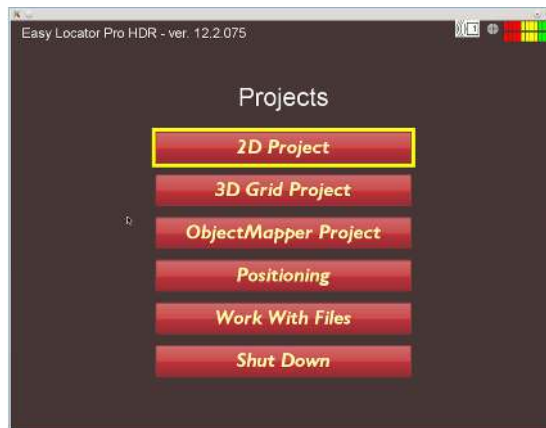 Easy Locator Pro HDR - ver. 12.2.075
1
Projects
2D Project
3D Grid Project
ObjectMapper Project
Positioning
Work With Files
Shut Down